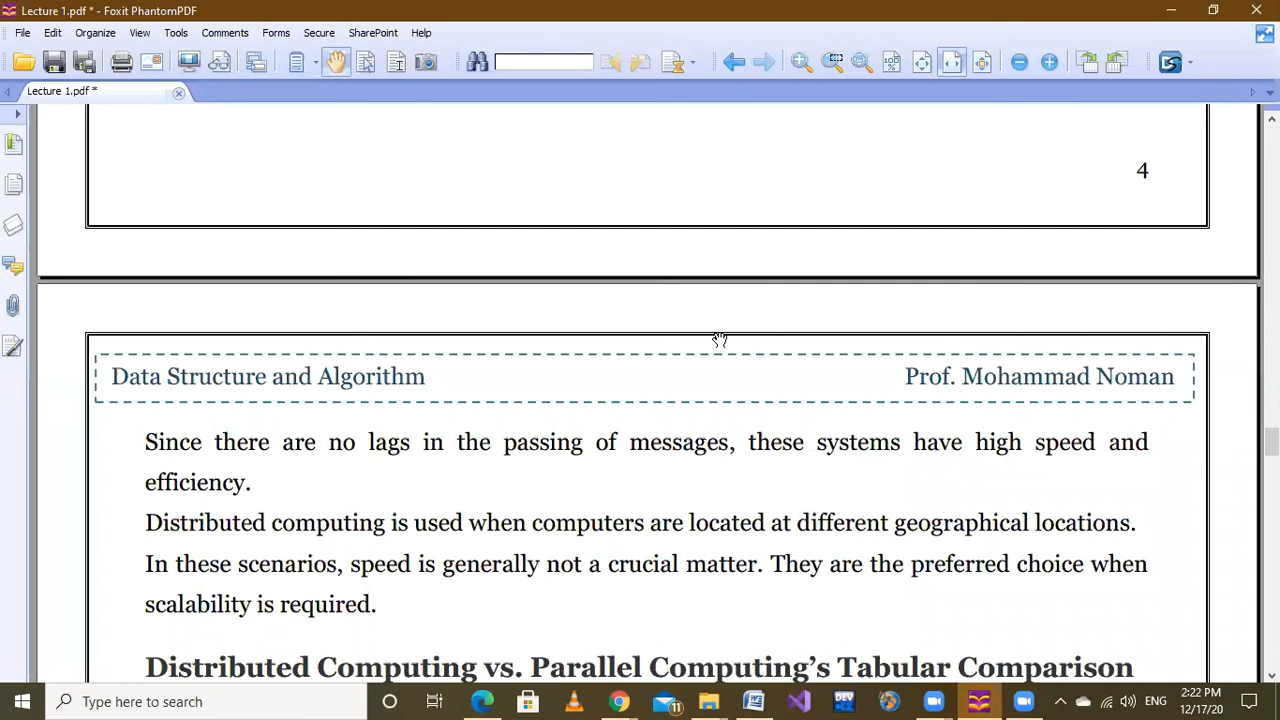 Lecture 1.pdf * - Foxit PhantomPDF
File Edit Organize View Tools Comments Forms Secure SharePoint Help
Lecture 1.pdf *
4
Data Structure and Algorithm Prof. Mohammad Noman
Since there are no lags in the passing of messages, these systems have high speed and
efficiency.
Distributed computing is used when computers are located at different geographical locations.
In these scenarios, speed is generally not a crucial matter. They are the preferred choice when
scalability is required.
Distributed Computing vs. Parallel Computing’s Tabular Comparison
Type here to search
11
DEV
ENG
2:22 PM
12/17/20